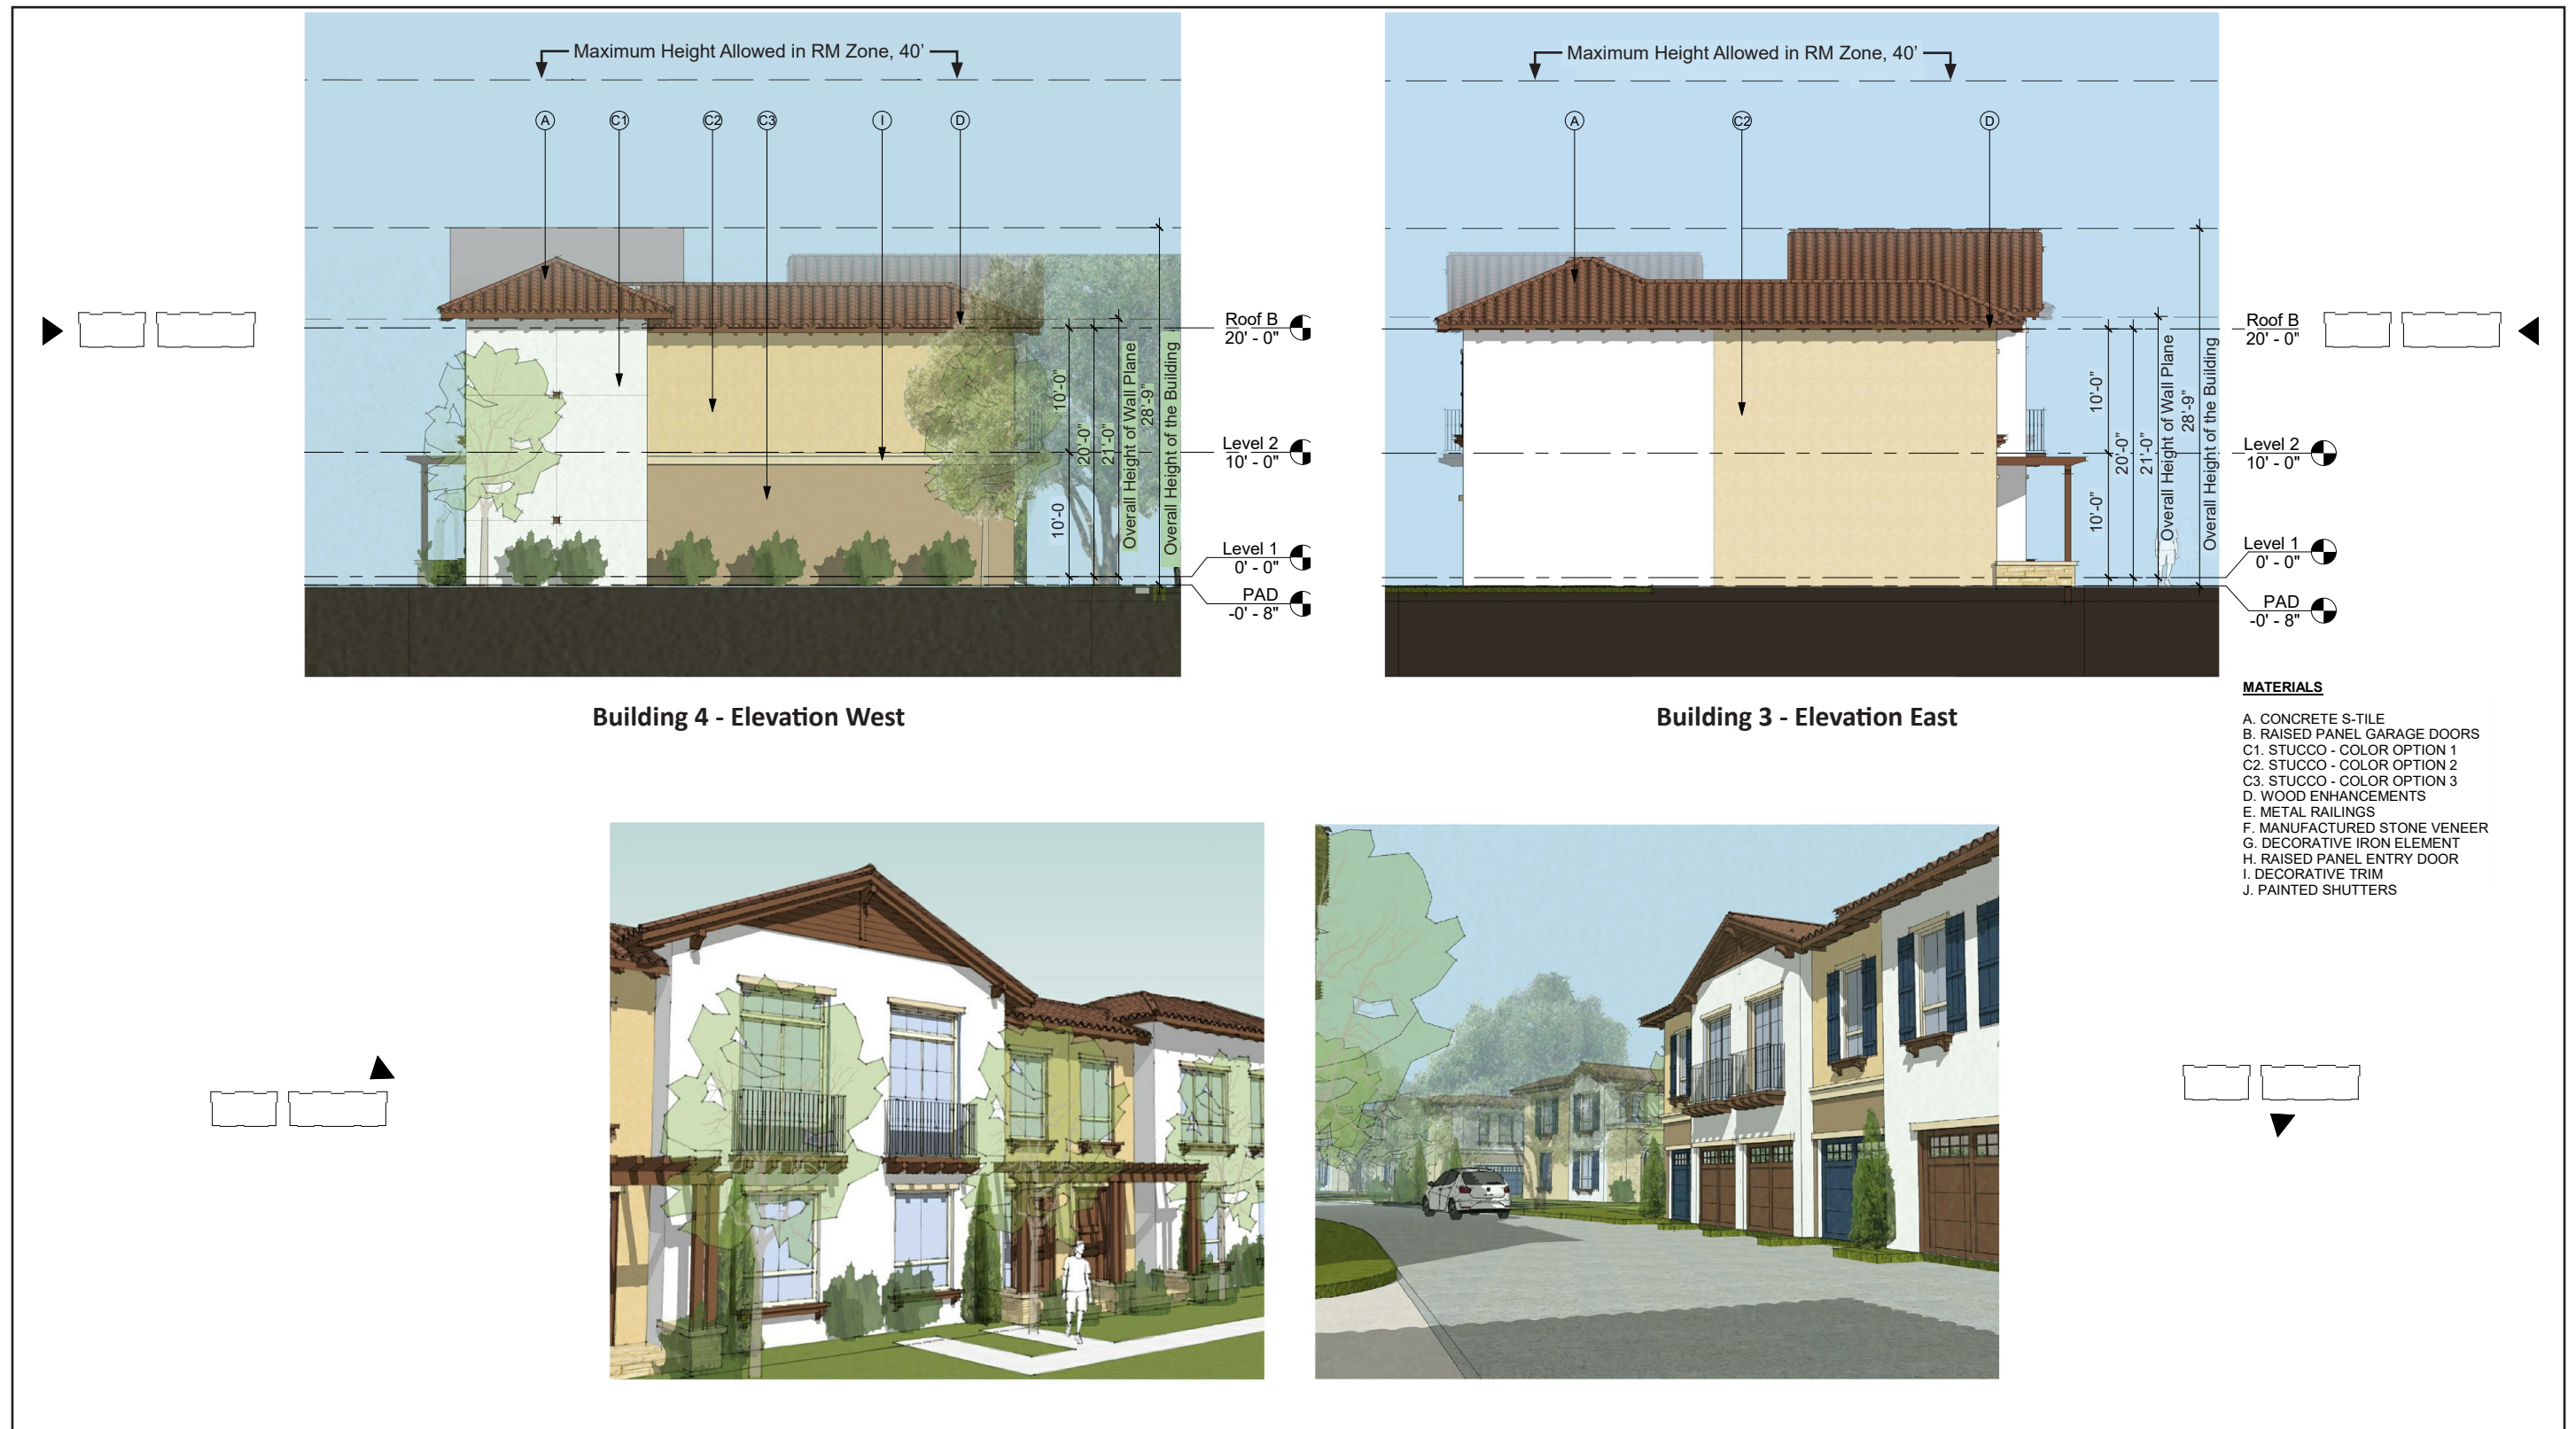 Maximum Height Allowed in RM Zone, 40'
A
C1
C2
C3
I
D
Roof B
20' - 0"
Level 2
10' - 0"
Level 1
0' - 0"
PAD
-0' - 8"
10'-0"
10'-0
20'-0"
21'-0"
Overall Height of Wall Plane
28'-9"
Overall Height of the Building
Building 4 - Elevation West
Maximum Height Allowed in RM Zone, 40'
A
C2
D
Roof B
20' - 0"
Level 2
10' - 0"
Level 1
0' - 0"
PAD
-0' - 8"
10'-0"
10'-0"
20'-0"
21'-0"
Overall Height of Wall Plane
28'-9"
Overall Height of the Building
Building 3 - Elevation East
MATERIALS
A. CONCRETE S-TILE
B. RAISED PANEL GARAGE DOORS
C1. STUCCO - COLOR OPTION 1
C2. STUCCO - COLOR OPTION 2
C3. STUCCO - COLOR OPTION 3
D. WOOD ENHANCEMENTS
E. METAL RAILINGS
F. MANUFACTURED STONE VENEER
G. DECORATIVE IRON ELEMENT
H. RAISED PANEL ENTRY DOOR
I. DECORATIVE TRIM
J. PAINTED SHUTTERS